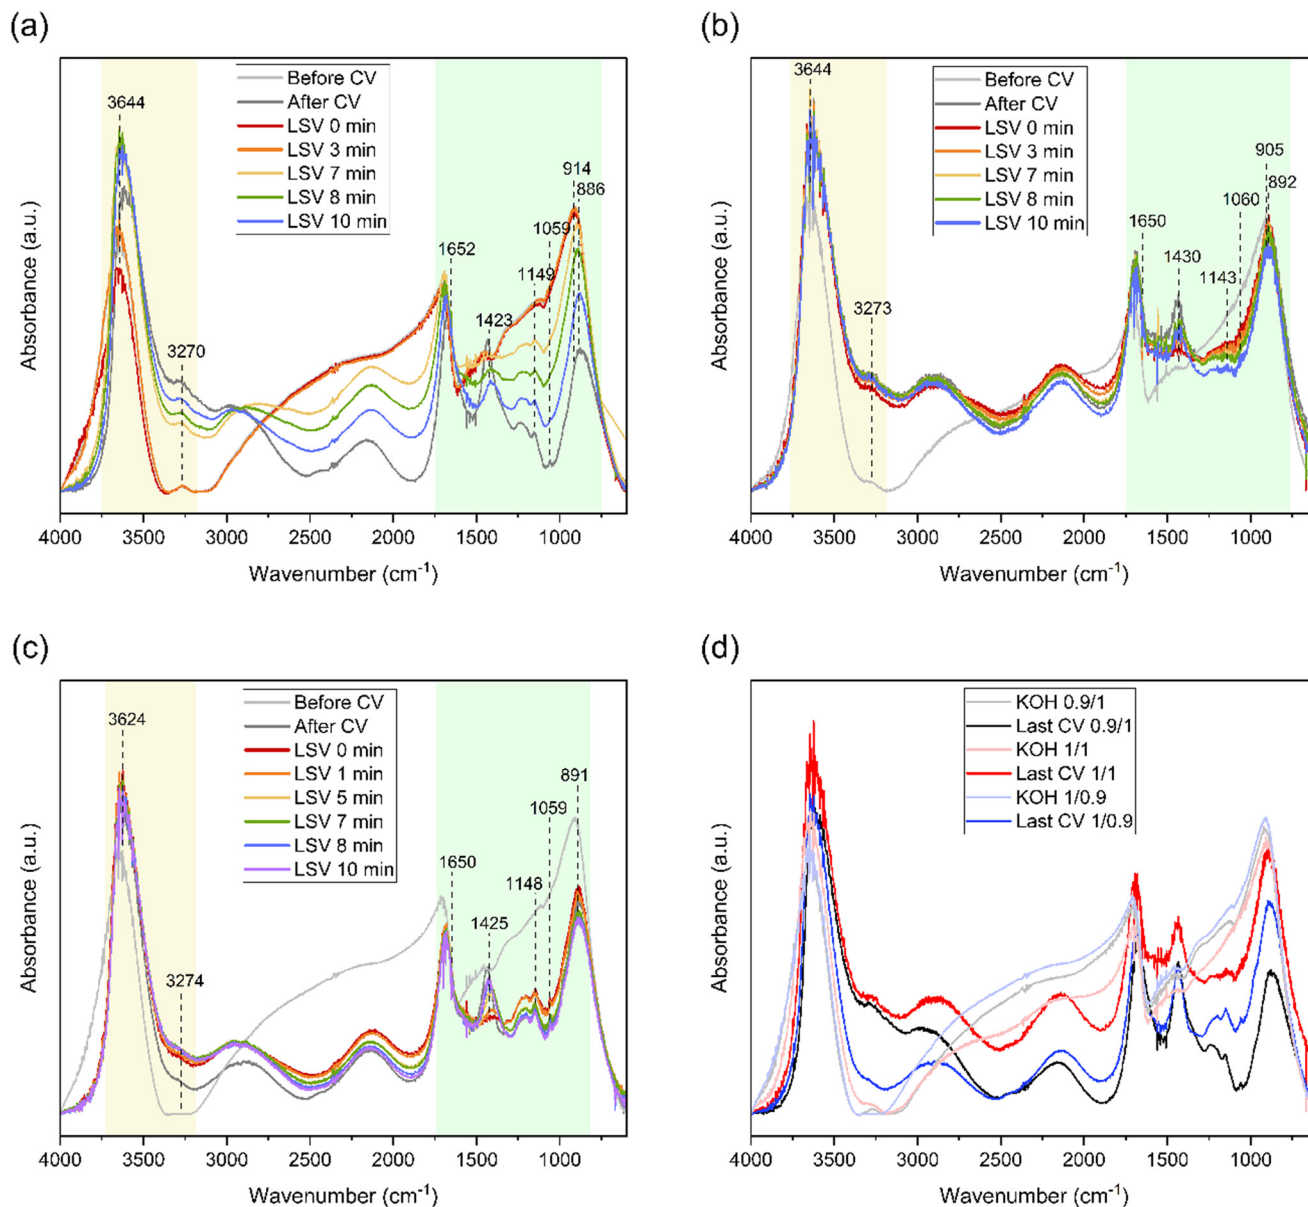 (a)
Before CV
After CV
LSV 0 min
LSV 3 min
LSV 7 min
LSV 8 min
LSV 10 min
3644
3270
1652
1423
1149
1059
914
886
Absorbance (a.u.)
4000 3500 3000 2500 2000 1500 1000
Wavenumber (cm⁻¹)
(b)
Before CV
After CV
LSV 0 min
LSV 3 min
LSV 7 min
LSV 8 min
LSV 10 min
3644
3273
1650
1430
1143
1060
905
892
Absorbance (a.u.)
4000 3500 3000 2500 2000 1500 1000
Wavenumber (cm⁻¹)
(c)
Before CV
After CV
LSV 0 min
LSV 1 min
LSV 5 min
LSV 7 min
LSV 8 min
LSV 10 min
3624
3274
1650
1425
1148
1059
891
Absorbance (a.u.)
4000 3500 3000 2500 2000 1500 1000
Wavenumber (cm⁻¹)
(d)
KOH 0.9/1
Last CV 0.9/1
KOH 1/1
Last CV 1/1
KOH 1/0.9
Last CV 1/0.9
Absorbance (a.u.)
4000 3500 3000 2500 2000 1500 1000
Wavenumber (cm⁻¹)